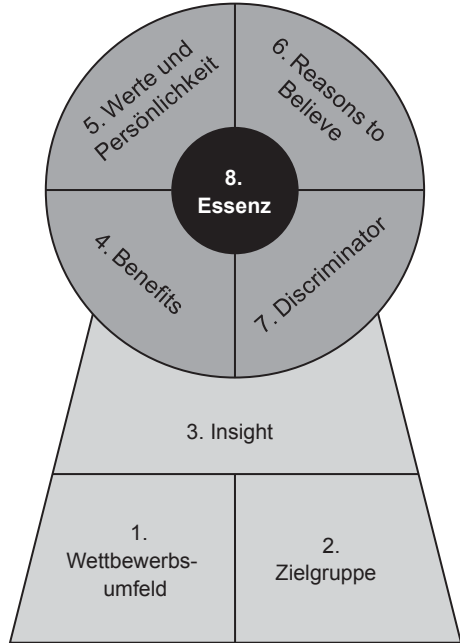 5. Werte und
Persönlichkeit
6. Reasons to
Believe
8.
Essenz
4. Benefits
7. Discriminator
3. Insight
1.
Wettbewerbs-
umfeld
2.
Zielgruppe